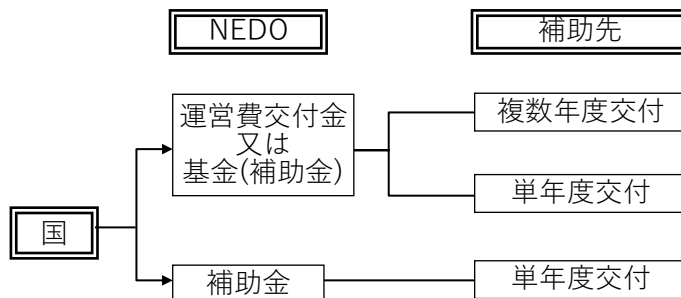 NEDO
補助先
運営費交付金
又は
基金(補助金)
複数年度交付
単年度交付
国
補助金
単年度交付